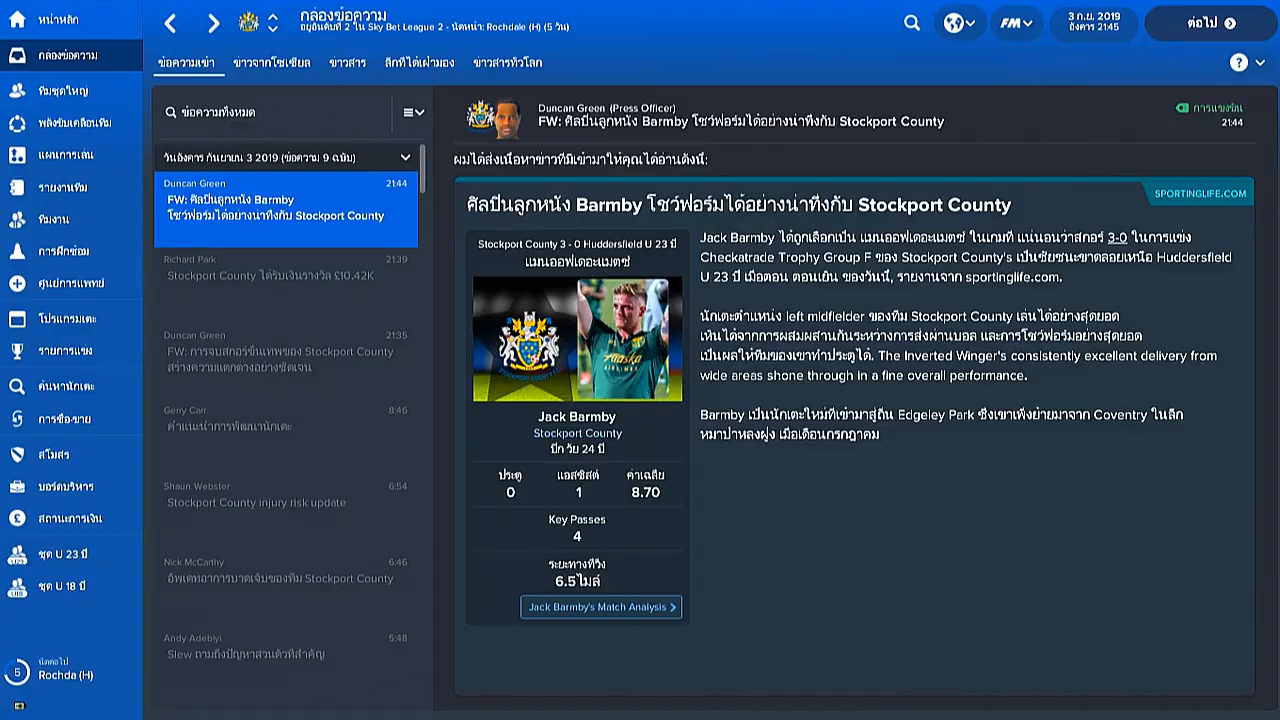 หน้าหลัก
กล่องข้อความ
ทีมชุดใหญ่
พลังขับเคลื่อนทีม
แผนการเล่น
รายงานทีม
ทีมงาน
การฝึกซ้อม
ศูนย์การแพทย์
โปรแกรมเตะ
รายการแข่ง
ค้นหานักเตะ
การซื้อ-ขาย
สโมสร
บอร์ดบริหาร
สถานะการเงิน
ชุด U 23 ปี
ชุด U 18 ปี
5
นัดต่อไป
Rochda (H)
กล่องข้อความ
อยู่อันดับที่ 2 ใน Sky Bet League 2 - นัดหน้า: Rochdale (H) (5 วัน)
FM
3 ก.ย. 2019
อังคาร 21:45
ต่อไป
ข้อความเข้า
ข่าวจากโซเชียล
ข่าวสาร
ลีกที่ได้เฝ้ามอง
ข่าวสารทั่วโลก
?
ข้อความทั้งหมด
วันอังคาร กันยายน 3 2019 (ข้อความ 9 ฉบับ)
Duncan Green 21:44
FW: ศิลปินลูกหนัง Barmby
โชว์ฟอร์มได้อย่างน่าทึ่งกับ Stockport County
Richard Park 21:39
Stockport County ได้รับเงินรางวัล £10.42K
Duncan Green 21:35
FW: การจบสกอร์ขั้นเทพของ Stockport County
สร้างความแตกต่างอย่างชัดเจน
Gerry Carr 8:46
คำแนะนำการพัฒนานักเตะ
Shaun Webster 6:54
Stockport County injury risk update
Nick McCarthy 6:46
อัพเดทอาการบาดเจ็บของทีม Stockport County
Andy Adebiyi 5:48
Slew ถามถึงปัญหาส่วนตัวที่สำคัญ
Duncan Green (Press Officer)
FW: ศิลปินลูกหนัง Barmby โชว์ฟอร์มได้อย่างน่าทึ่งกับ Stockport County
การแข่งขัน
21:44
ผมได้ส่งเนื้อหาข่าวที่มีเข้ามาให้คุณได้อ่านดังนี้:
SPORTINGLIFE.COM
ศิลปินลูกหนัง Barmby โชว์ฟอร์มได้อย่างน่าทึ่งกับ Stockport County
Stockport County 3 - 0 Huddersfield U 23 ปี
แมนออฟเดอะแมตช์
STOCKPORT COUNTY
Alaska
AIRLINES
Jack Barmby
Stockport County
ปีก วัย 24 ปี
ประตู แอสซิสต์ ค่าเฉลี่ย
0 1 8.70
Key Passes
4
ระยะทางที่วิ่ง
6.5ไมล์
Jack Barmby's Match Analysis
Jack Barmby ได้ถูกเลือกเป็น แมนออฟเดอะแมตช์ ในเกมที่ แน่นอนว่าสกอร์ 3-0 ในการแข่ง
Checkatrade Trophy Group F ของ Stockport County's เป็นชัยชนะขาดลอยเหนือ Huddersfield
U 23 ปี เมื่อตอน ตอนเย็น ของวันนี้, รายงานจาก sportinglife.com.
นักเตะตำแหน่ง left midfielder ของทีม Stockport County เล่นได้อย่างสุดยอด
เห็นได้จากการผสมผสานกันระหว่างการส่งผ่านบอล และการโชว์ฟอร์มอย่างสุดยอด
เป็นผลให้ทีมของเขาทำประตูได้. The Inverted Winger's consistently excellent delivery from
wide areas shone through in a fine overall performance.
Barmby เป็นนักเตะใหม่ที่เข้ามาสู่ถิ่น Edgeley Park ซึ่งเขาเพิ่งย้ายมาจาก Coventry ในลีก
หมาป่าหลงฝูง เมื่อเดือนกรกฎาคม